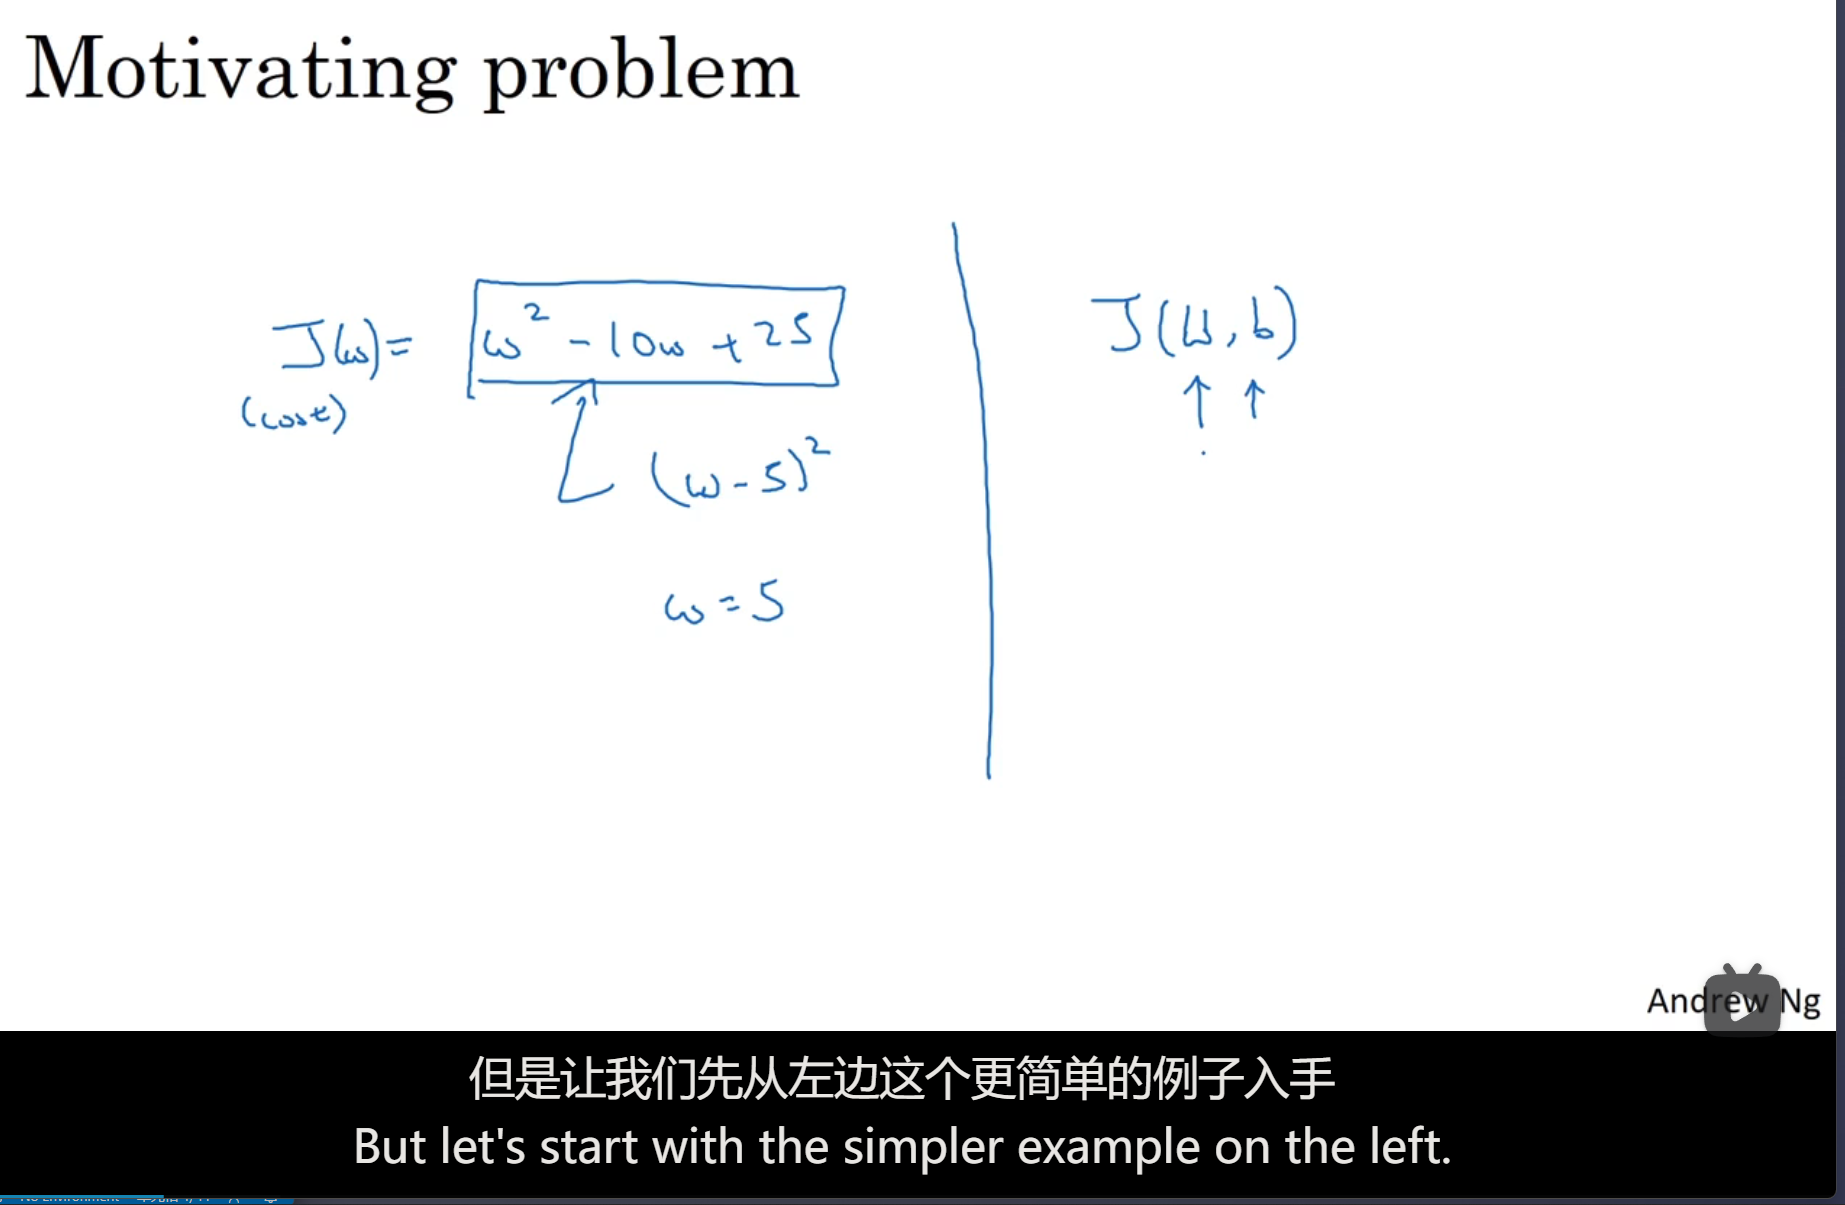 Motivating problem
J(w) = w² - 10w + 25
(cost)
(w - 5)²
w = 5
J(w, b)
↑ ↑
Andrew Ng
但是让我们先从左边这个更简单的例子入手
But let's start with the simpler example on the left.